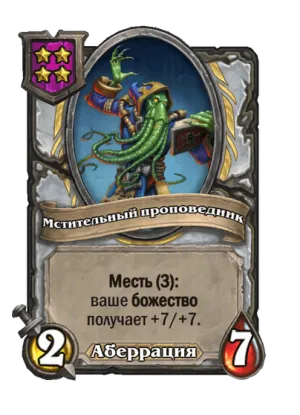 Мстительный проповедник
Месть (3):
ваше божество
получает +7/+7.
2 Аберрация 7